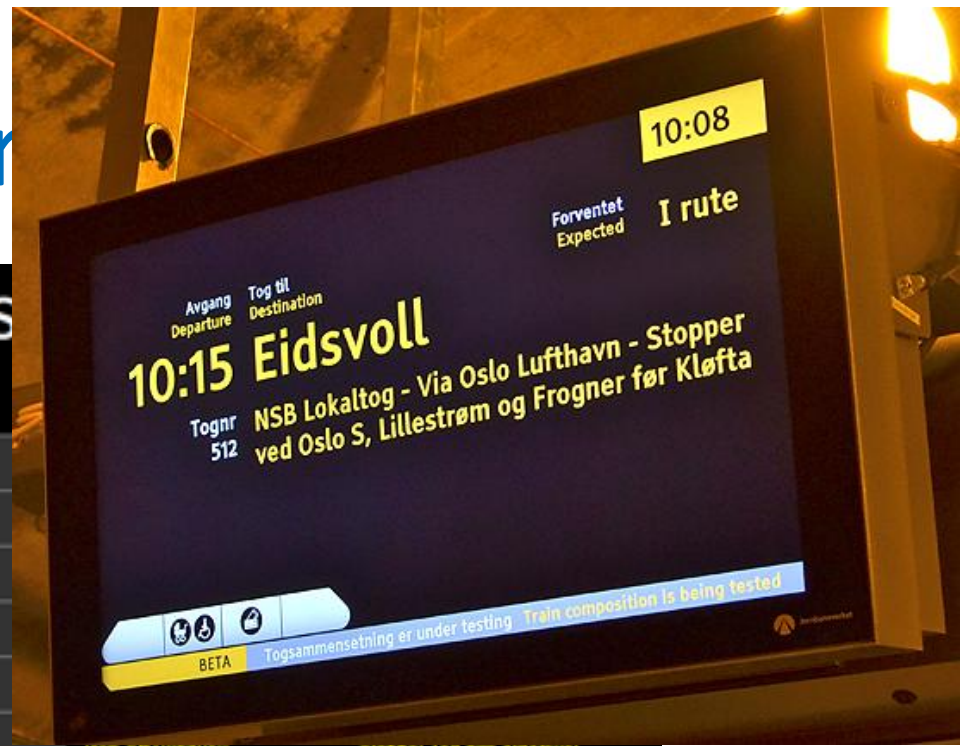 10:08
Forventet
Expected
I rute
Avgang
Departure
Tog til
Destination
10:15 Eidsvoll
Tognr
512
NSB Lokaltog - Via Oslo Lufthavn - Stopper
ved Oslo S, Lillestrøm og Frogner før Kløfta
BETA
Togsammensetning er under testing Train composition is being tested
Jernbaneverket